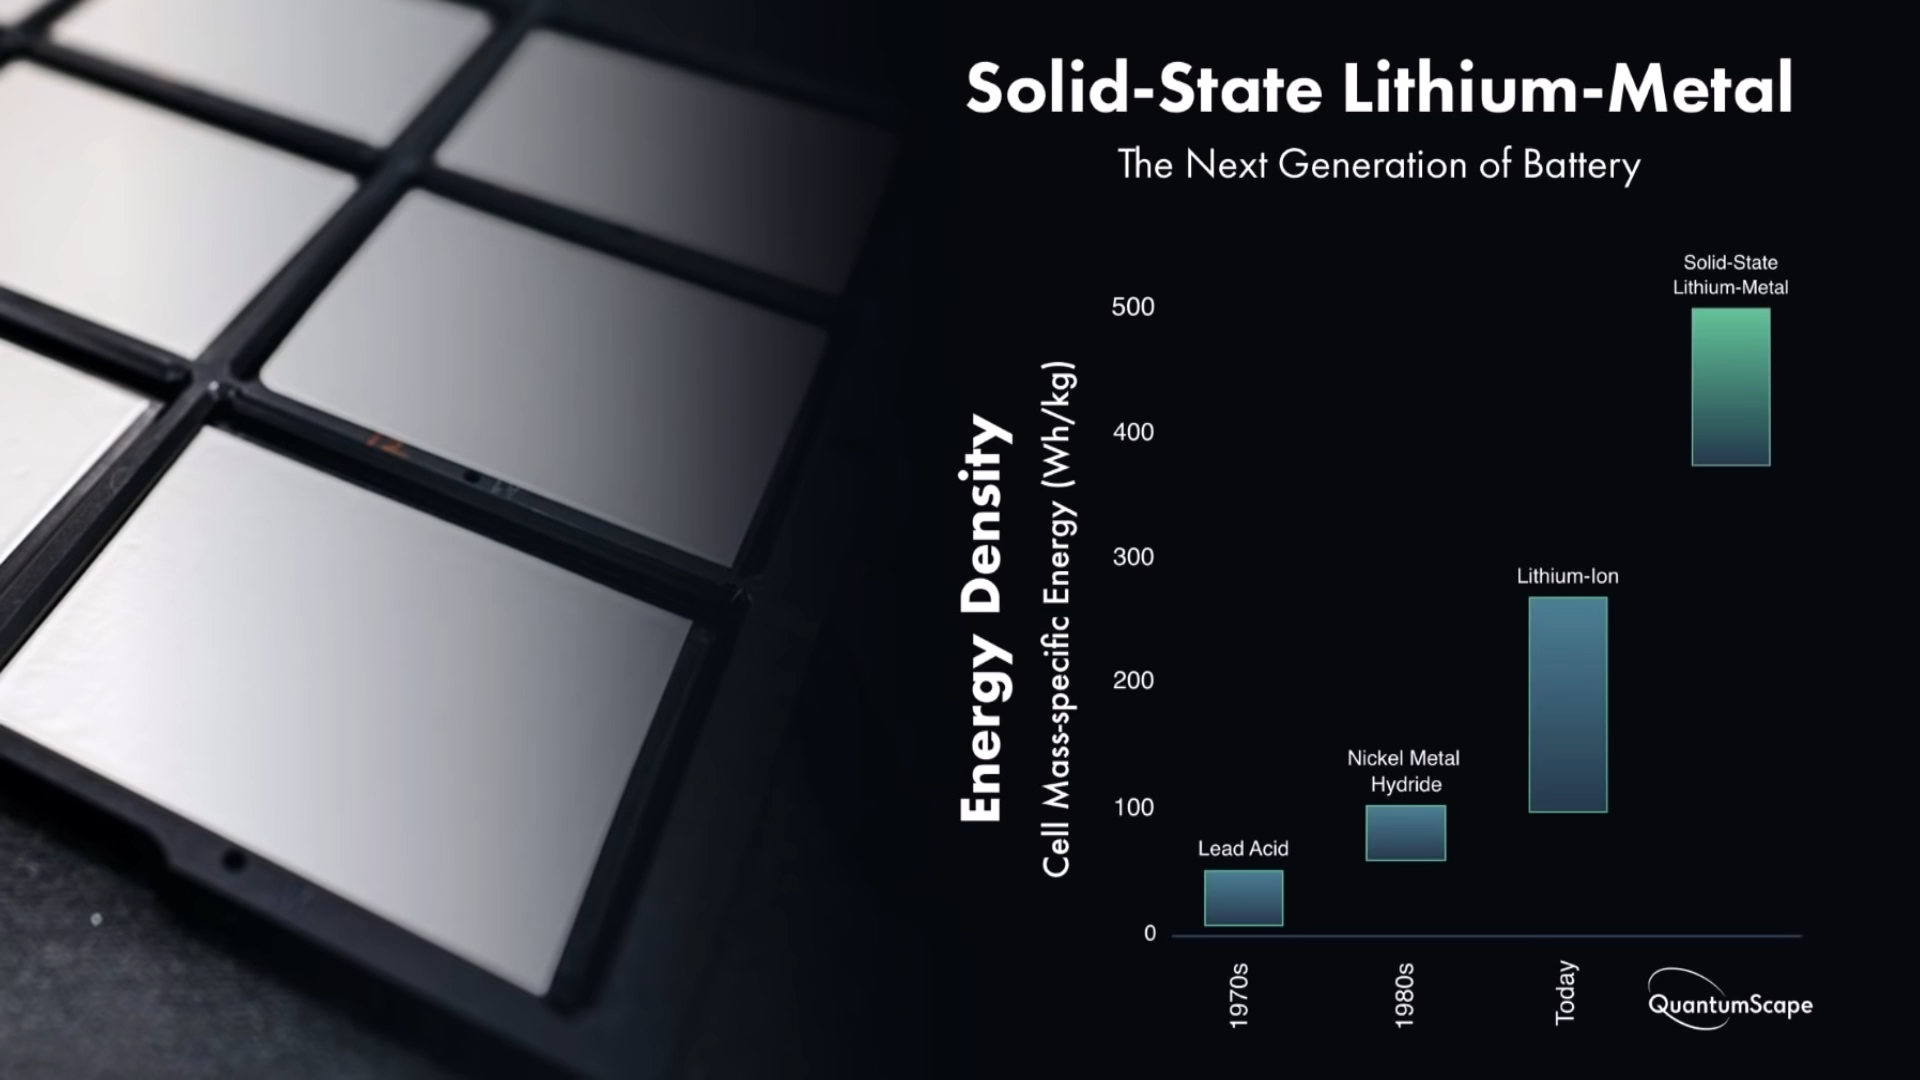 Solid-State Lithium-Metal
The Next Generation of Battery
Energy Density
Cell Mass-specific Energy (Wh/kg)
500
400
300
200
100
0
Lead Acid
Nickel Metal
Hydride
Lithium-Ion
Solid-State
Lithium-Metal
1970s
1980s
Today
QuantumScape